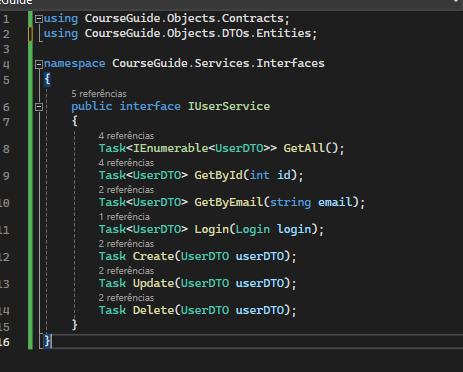 Guide
1 using CourseGuide.Objects.Contracts;
2 using CourseGuide.Objects.DTOs.Entities;
3
4 namespace CourseGuide.Services.Interfaces
5 {
5 referências
6 public interface IUserService
7 {
4 referências
8 Task<IEnumerable<UserDTO>> GetAll();
4 referências
9 Task<UserDTO> GetById(int id);
2 referências
10 Task<UserDTO> GetByEmail(string email);
1 referência
11 Task<UserDTO> Login(Login login);
2 referências
12 Task Create(UserDTO userDTO);
2 referências
13 Task Update(UserDTO userDTO);
2 referências
14 Task Delete(UserDTO userDTO);
15 }
16 }